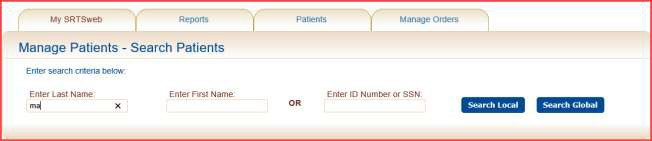 My SRTSweb Reports Patients Manage Orders
Manage Patients - Search Patients
Enter search criteria below:
Enter Last Name: Enter First Name: OR Enter ID Number or SSN: Search Local Search Global
ma